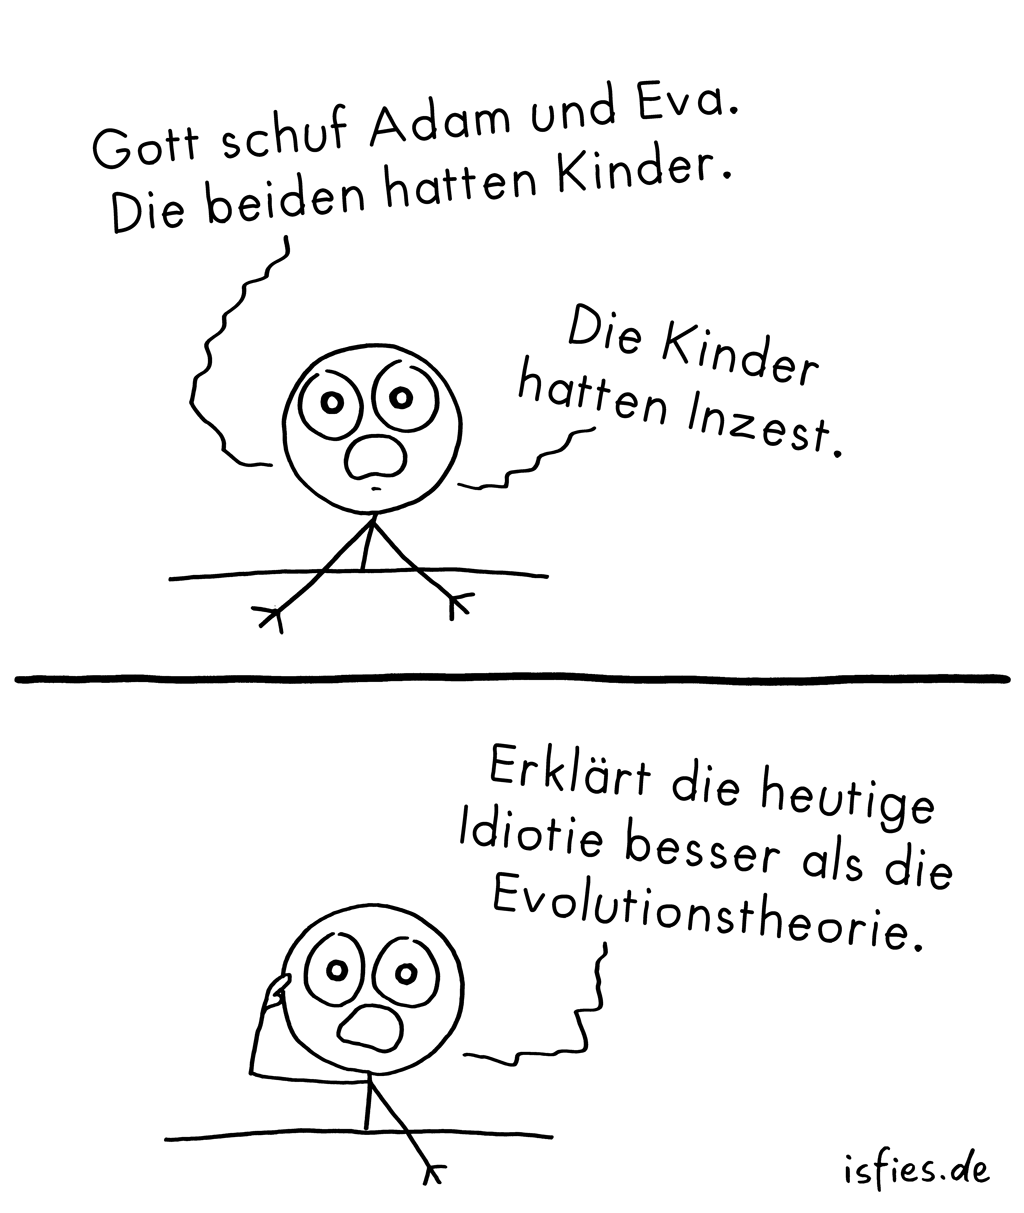 Gott schuf Adam und Eva.
Die beiden hatten Kinder.
Die Kinder
hatten Inzest.
Erklärt die heutige
Idiotie besser als die
Evolutionstheorie.
isfies.de